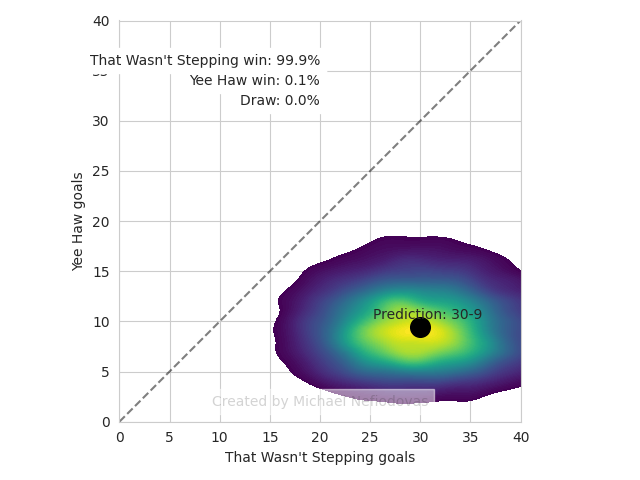 40
That Wasn't Stepping win: 99.9%
Yee Haw win: 0.1%
Draw: 0.0%
30
25
20
15
10
5
0
Yee Haw goals
Prediction: 30-9
Created by Michael Nefiodovas
0 5 10 15 20 25 30 35 40
That Wasn't Stepping goals